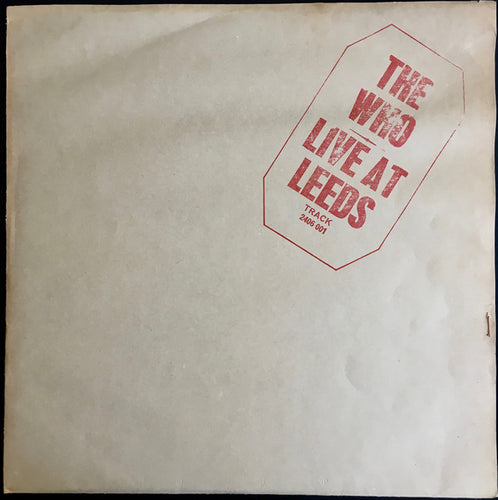 THE
WHO
LIVE AT
LEEDS
TRACK
2406 001